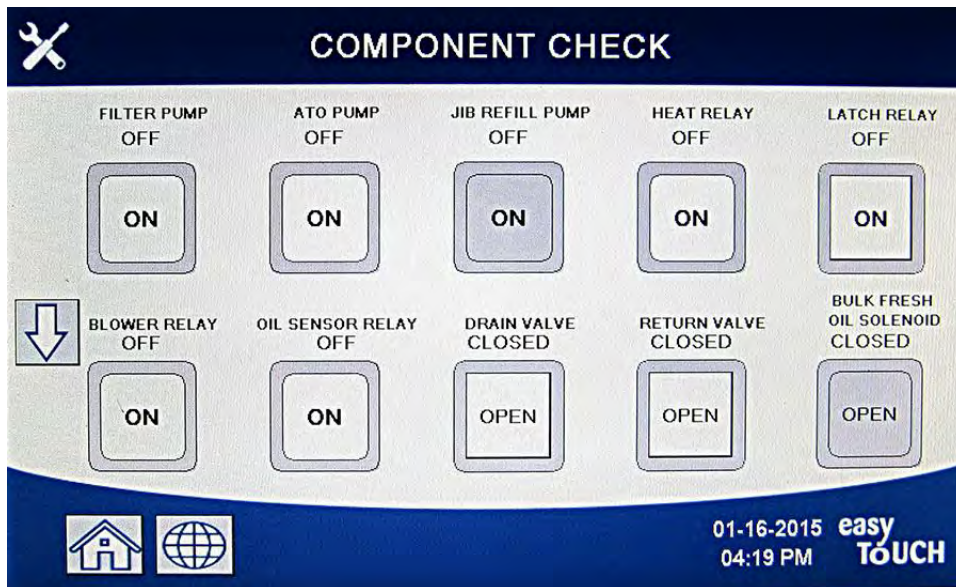 COMPONENT CHECK
FILTER PUMP
OFF
ON
ATO PUMP
OFF
ON
JIB REFILL PUMP
OFF
ON
HEAT RELAY
OFF
ON
LATCH RELAY
OFF
ON
BLOWER RELAY
OFF
ON
OIL SENSOR RELAY
OFF
ON
DRAIN VALVE
CLOSED
OPEN
RETURN VALVE
CLOSED
OPEN
BULK FRESH
OIL SOLENOID
CLOSED
OPEN
01-16-2015
04:19 PM
easy
ToUCH